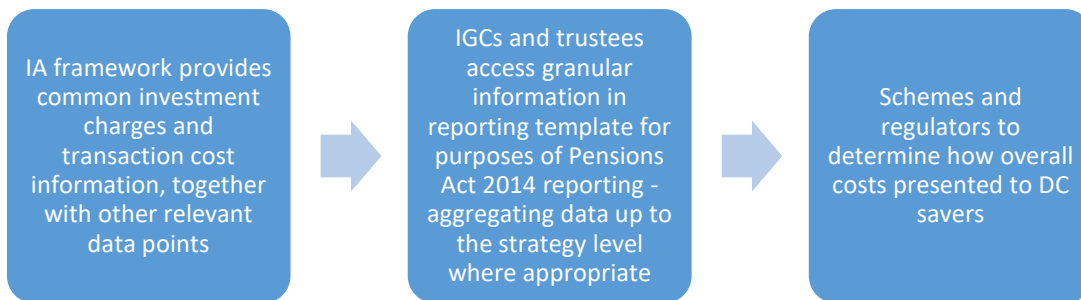 IA framework provides
common investment
charges and
transaction cost
information, together
with other relevant
data points
IGCs and trustees
access granular
information in
reporting template for
purposes of Pensions
Act 2014 reporting -
aggregating data up to
the strategy level
where appropriate
Schemes and
regulators to
determine how overall
costs presented to DC
savers